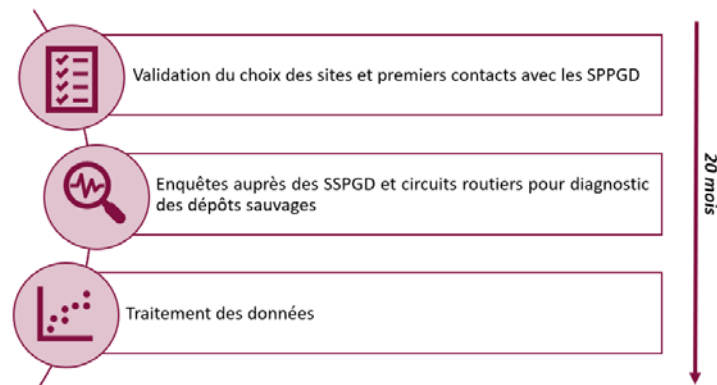 Validation du choix des sites et premiers contacts avec les SPPGD
Enquêtes auprès des SSPGD et circuits routiers pour diagnostic
des dépôts sauvages
Traitement des données
20 mois